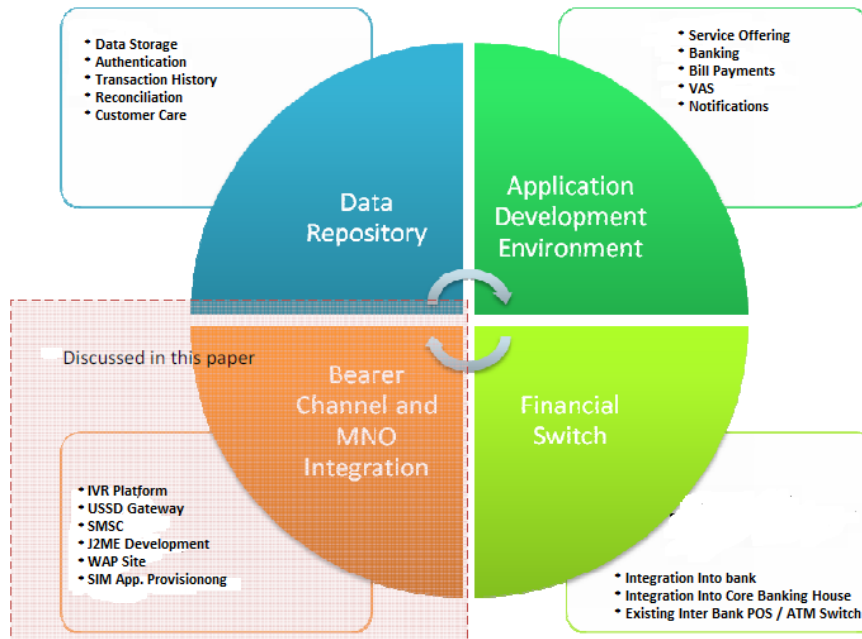 * Data Storage
* Authentication
* Transaction History
* Reconciliation
* Customer Care
* Service Offering
* Banking
* Bill Payments
* VAS
* Notifications
Data
Repository
Application
Development
Environment
Discussed in this paper
Bearer
Channel and
MNO
Integration
Financial
Switch
* IVR Platform
* USSD Gateway
* SMSC
* J2ME Development
* WAP Site
* SIM App. Provisionong
* Integration Into bank
* Integration Into Core Banking House
* Existing Inter Bank POS / ATM Switch